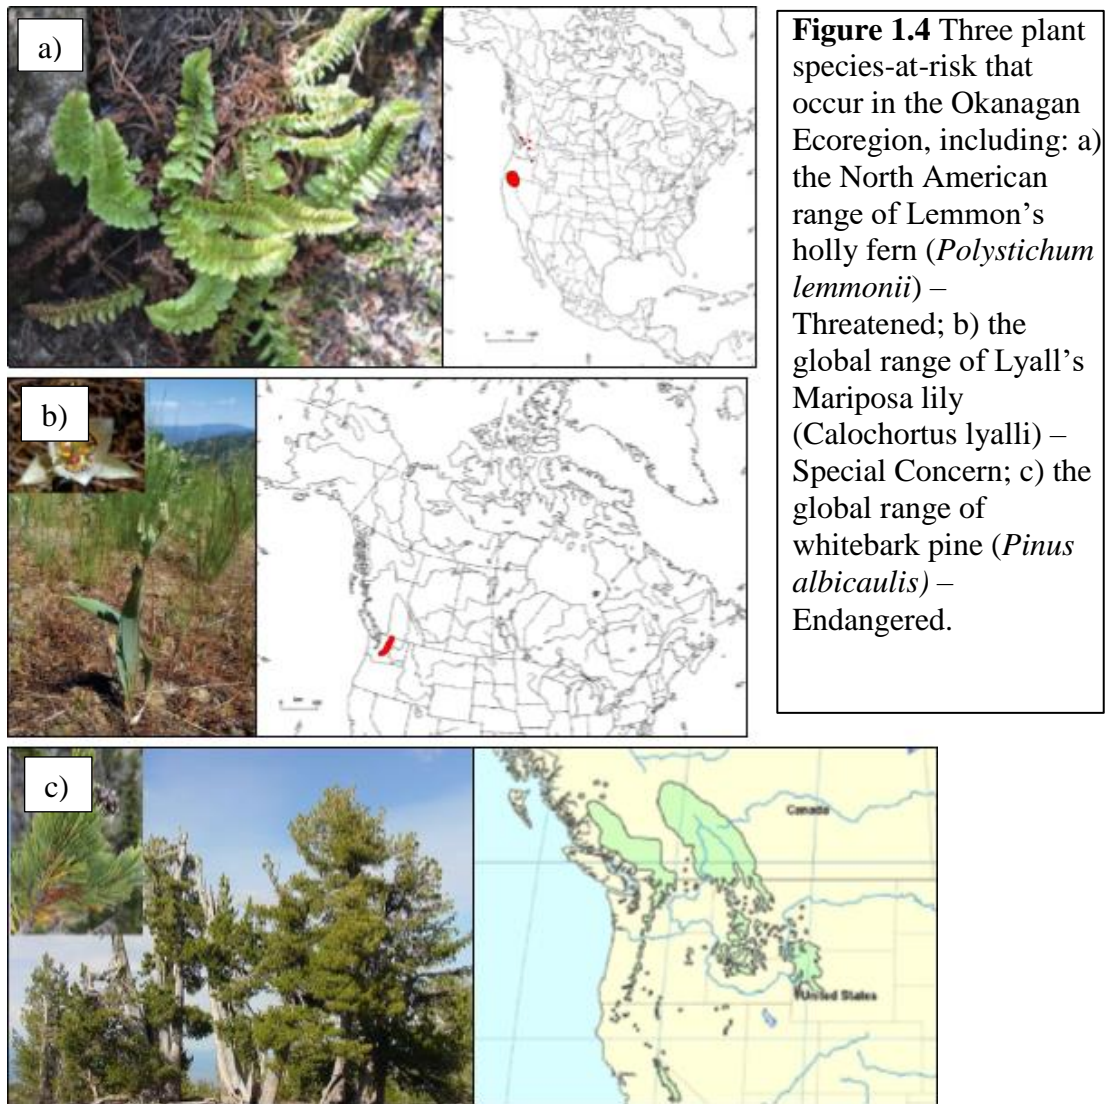 a)
Figure 1.4 Three plant
species-at-risk that
occur in the Okanagan
Ecoregion, including: a)
the North American
range of Lemmon’s
holly fern (Polystichum
lemmonii) –
Threatened; b) the
global range of Lyall’s
Mariposa lily
(Calochortus lyalli) –
Special Concern; c) the
global range of
whitebark pine (Pinus
albicaulis) –
Endangered.
b)
c)
Canada
United States